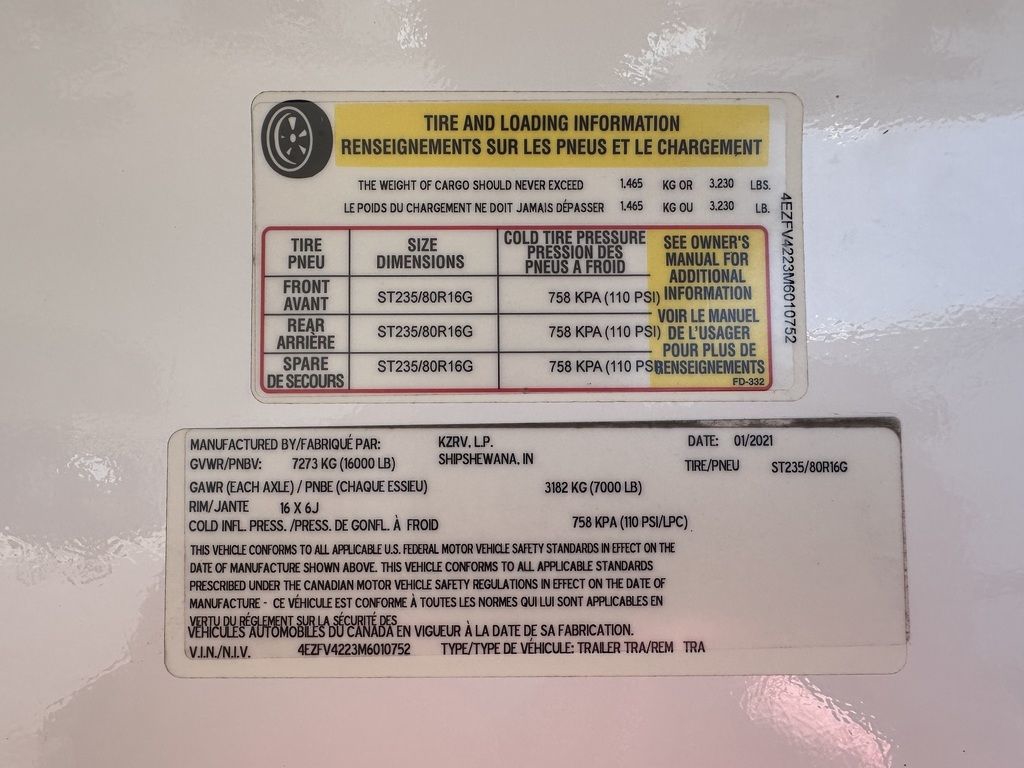 TIRE AND LOADING INFORMATION
RENSEIGNEMENTS SUR LES PNEUS ET LE CHARGEMENT
THE WEIGHT OF CARGO SHOULD NEVER EXCEED 1.465 KG OR 3.230 LBS.
LE POIDS DU CHARGEMENT NE DOIT JAMAIS DÉPASSER 1.465 KG OU 3.230 LB.
TIRE PNEU SIZE DIMENSIONS COLD TIRE PRESSURE PRESSION DES PNEUS A FROID
FRONT AVANT ST235/80R16G 758 KPA (110 PSI)
REAR ARRIÈRE ST235/80R16G 758 KPA (110 PSI)
SPARE DE SECOURS ST235/80R16G 758 KPA (110 PSI)
SEE OWNER'S
MANUAL FOR
ADDITIONAL
INFORMATION
VOIR LE MANUEL
DE L'USAGER
POUR PLUS DE
RENSEIGNEMENTS
FD-332
4EZFV4223M6010752
MANUFACTURED BY/FABRIQUÉ PAR: KZRV, L.P. DATE: 01/2021
GVWR/PNBV: 7273 KG (16000 LB) SHIPSHEWANA, IN TIRE/PNEU ST235/80R16G
GAWR (EACH AXLE) / PNBE (CHAQUE ESSIEU) 3182 KG (7000 LB)
RIM/JANTE 16 X 6J
COLD INFL. PRESS. /PRESS. DE GONFL. À FROID 758 KPA (110 PSI/LPC)
THIS VEHICLE CONFORMS TO ALL APPLICABLE U.S. FEDERAL MOTOR VEHICLE SAFETY STANDARDS IN EFFECT ON THE
DATE OF MANUFACTURE SHOWN ABOVE. THIS VEHICLE CONFORMS TO ALL APPLICABLE STANDARDS
PRESCRIBED UNDER THE CANADIAN MOTOR VEHICLE SAFETY REGULATIONS IN EFFECT ON THE DATE OF
MANUFACTURE - CE VÉHICULE EST CONFORME À TOUTES LES NORMES QUI LUI SONT APPLICABLES EN
VERTU DU RÉGLEMENT SUR LA SÉCURITÉ DES
VÉHICULES AUTOMOBILES DU CANADA EN VIGUEUR À LA DATE DE SA FABRICATION.
V.I.N./N.I.V. 4EZFV4223M6010752 TYPE/TYPE DE VÉHICULE: TRAILER TRA/REM TRA